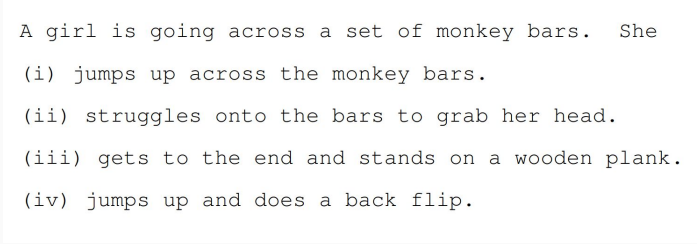 A girl is going across a set of monkey bars. She
(i) jumps up across the monkey bars.
(ii) struggles onto the bars to grab her head.
(iii) gets to the end and stands on a wooden plank.
(iv) jumps up and does a back flip.